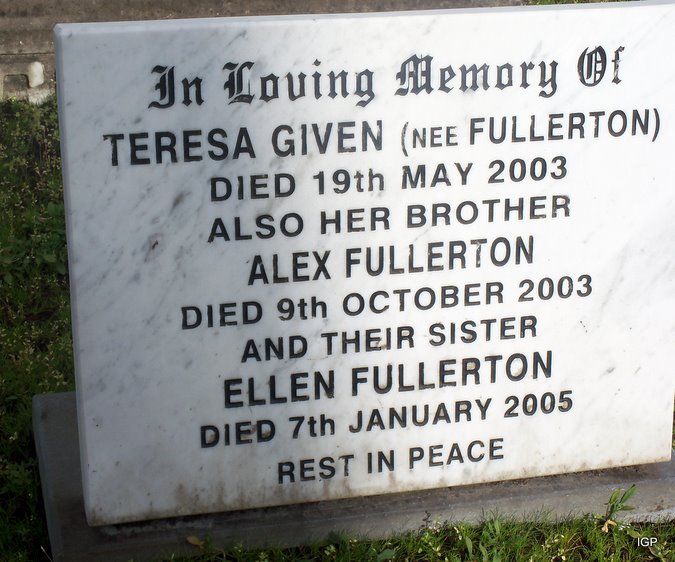 In Loving Memory Of
TERESA GIVEN (NEE FULLERTON)
DIED 19th MAY 2003
ALSO HER BROTHER
ALEX FULLERTON
DIED 9th OCTOBER 2003
AND THEIR SISTER
ELLEN FULLERTON
DIED 7th JANUARY 2005
REST IN PEACE
IGP